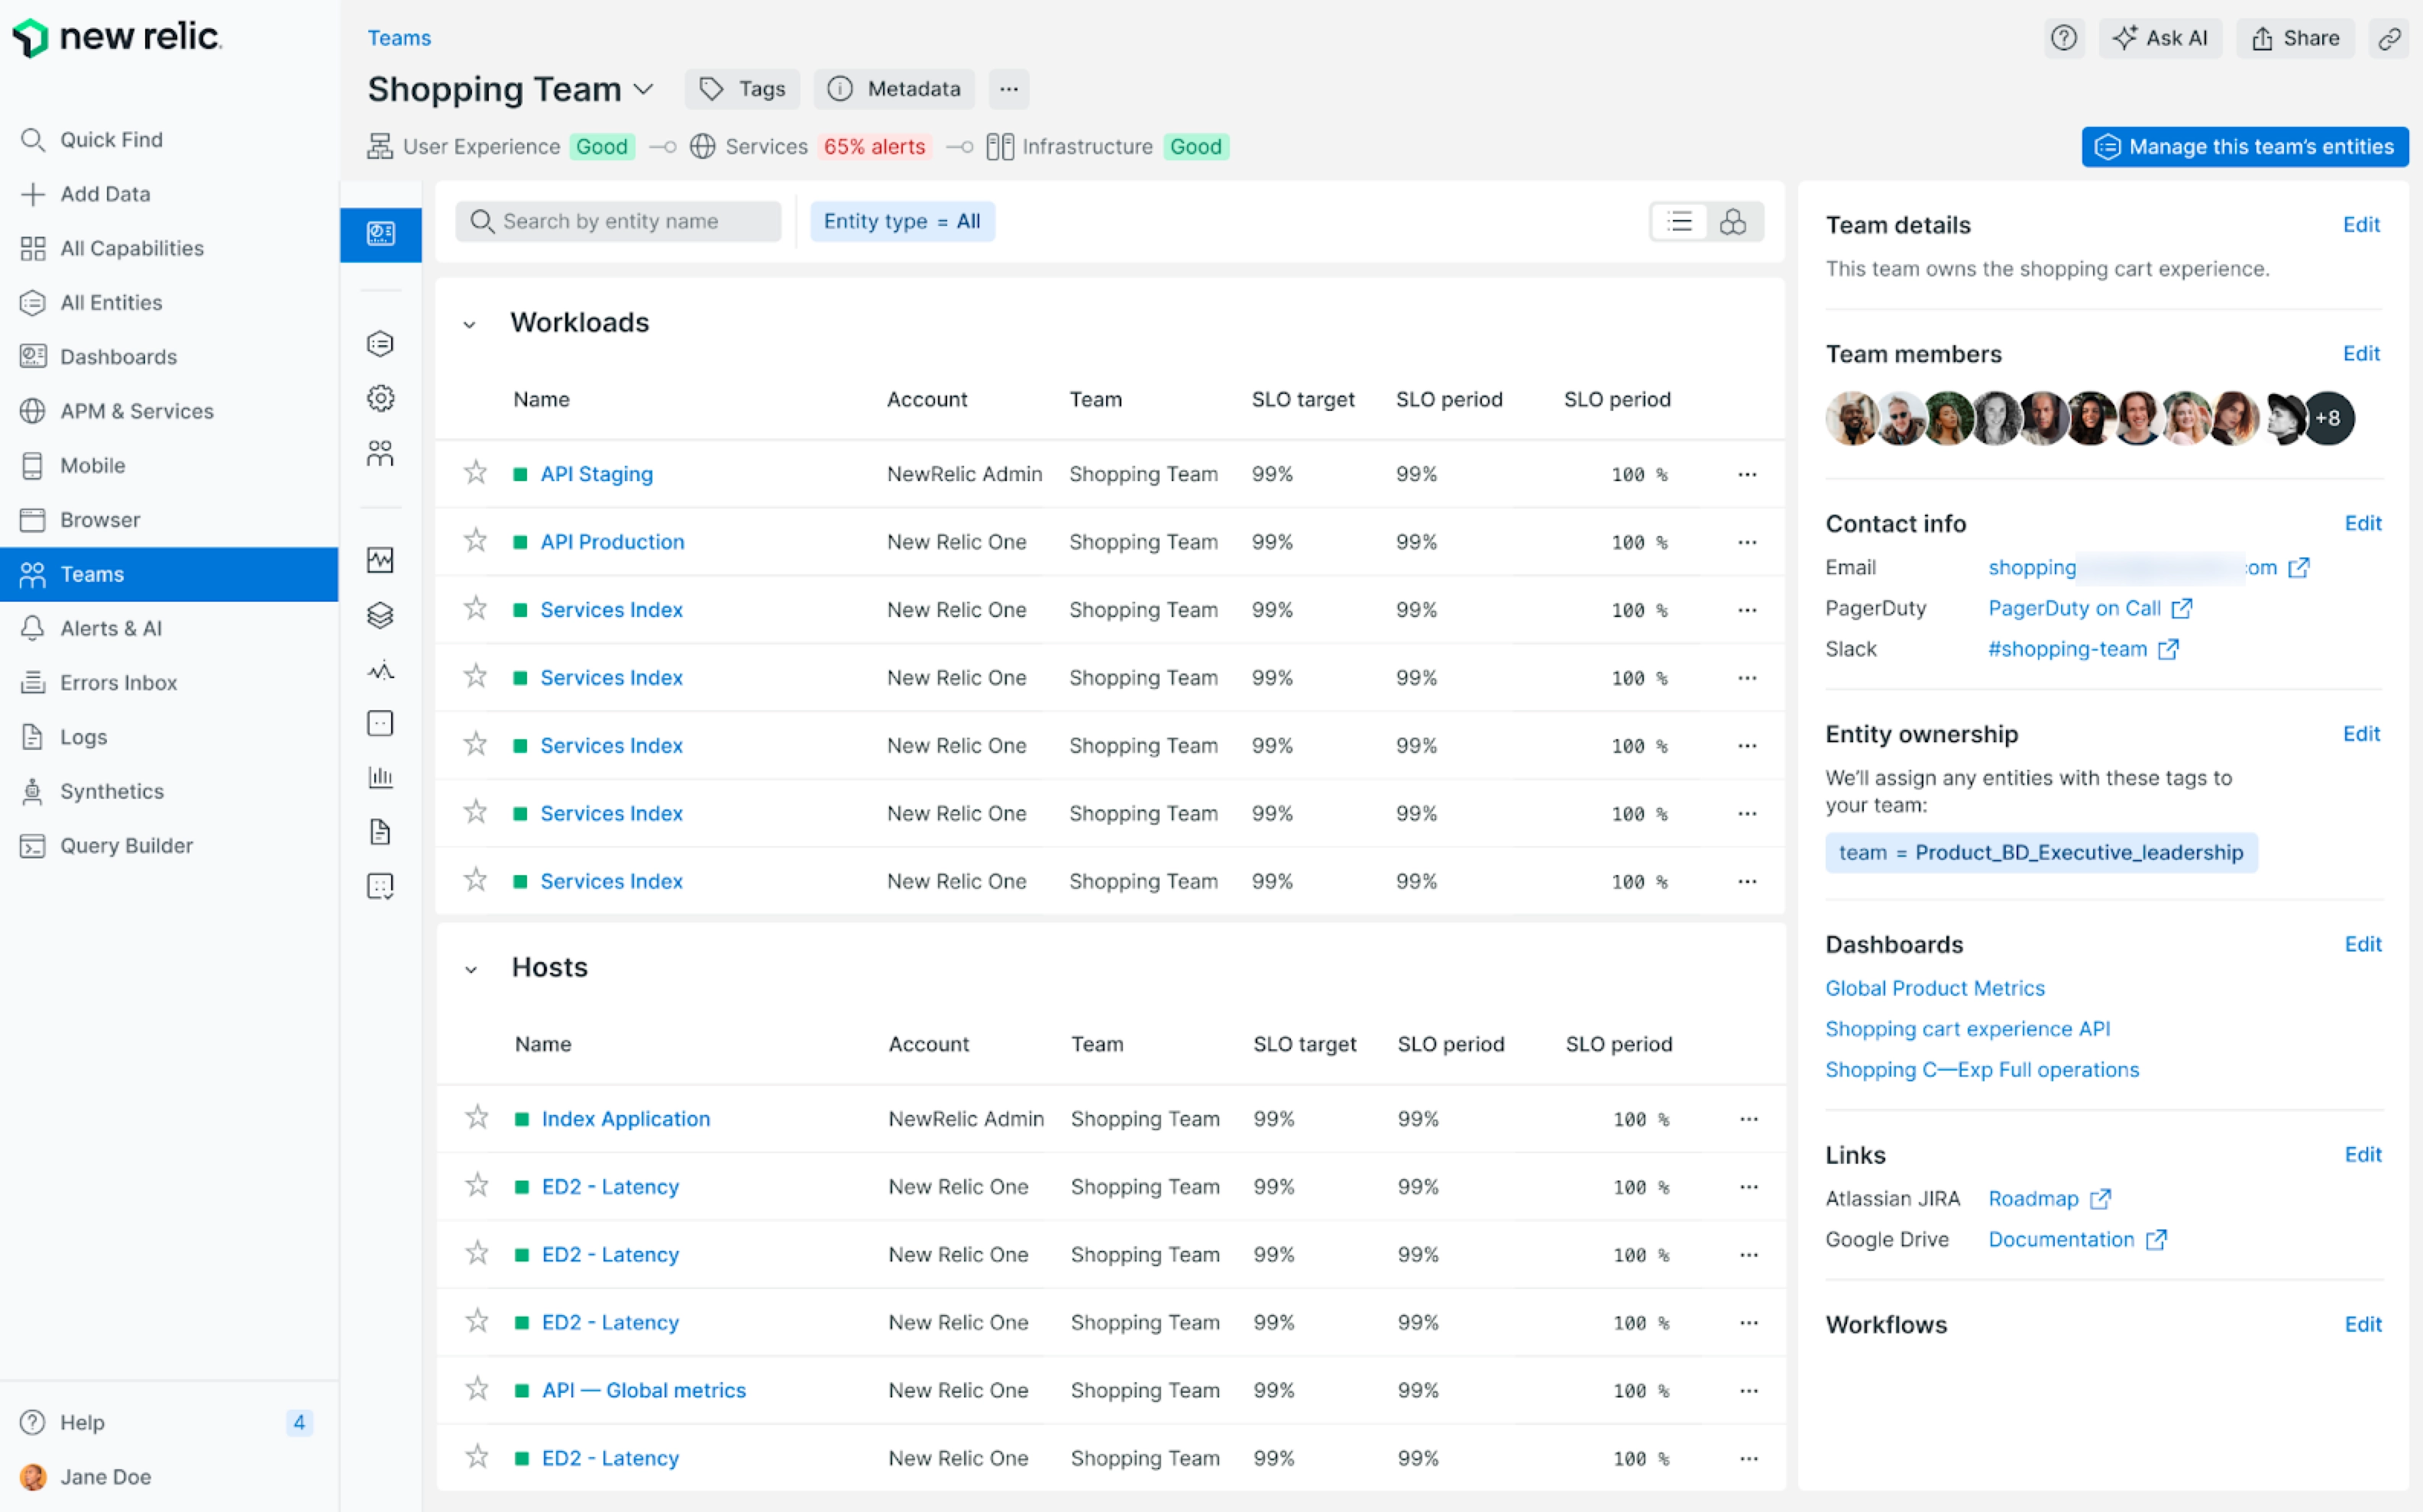 new relic.
Quick Find
Add Data
All Capabilities
All Entities
Dashboards
APM & Services
Mobile
Browser
Teams
Alerts & AI
Errors Inbox
Logs
Synthetics
Query Builder
Help 4
Jane Doe
Teams
Ask AI Share
Shopping Team Tags Metadata ...
User Experience Good Services 65% alerts Infrastructure Good
Manage this team's entities
Search by entity name Entity type = All
Workloads
Name Account Team SLO target SLO period SLO period
API Staging NewRelic Admin Shopping Team 99% 99% 100 % ...
API Production New Relic One Shopping Team 99% 99% 100 % ...
Services Index New Relic One Shopping Team 99% 99% 100 % ...
Services Index New Relic One Shopping Team 99% 99% 100 % ...
Services Index New Relic One Shopping Team 99% 99% 100 % ...
Services Index New Relic One Shopping Team 99% 99% 100 % ...
Services Index New Relic One Shopping Team 99% 99% 100 % ...
Hosts
Name Account Team SLO target SLO period SLO period
Index Application NewRelic Admin Shopping Team 99% 99% 100 % ...
ED2 - Latency New Relic One Shopping Team 99% 99% 100 % ...
ED2 - Latency New Relic One Shopping Team 99% 99% 100 % ...
ED2 - Latency New Relic One Shopping Team 99% 99% 100 % ...
API — Global metrics New Relic One Shopping Team 99% 99% 100 % ...
ED2 - Latency New Relic One Shopping Team 99% 99% 100 % ...
Team details Edit
This team owns the shopping cart experience.
Team members Edit
+8
Contact info Edit
Email shopping
PagerDuty PagerDuty on Call
Slack #shopping-team
Entity ownership Edit
We'll assign any entities with these tags to
your team:
team = Product_BD_Executive_leadership
Dashboards Edit
Global Product Metrics
Shopping cart experience API
Shopping C—Exp Full operations
Links Edit
Atlassian JIRA Roadmap
Google Drive Documentation
Workflows Edit